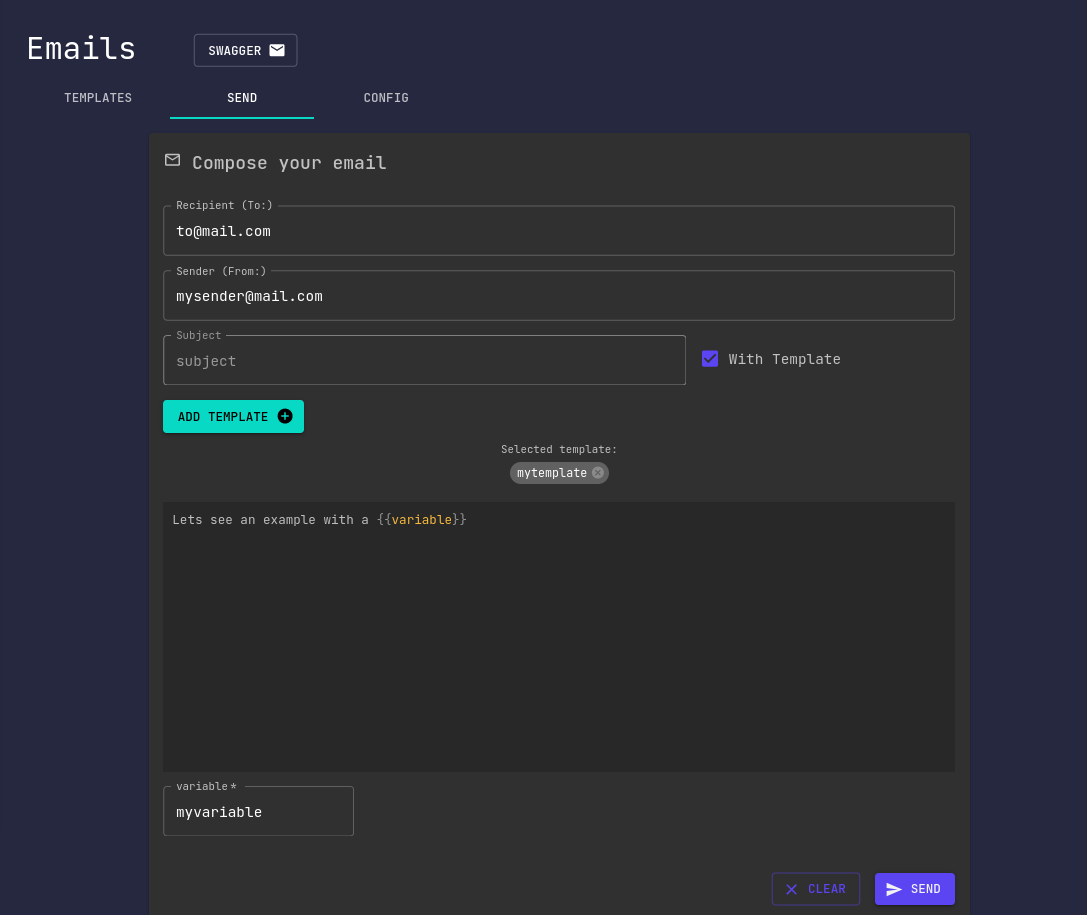 Emails
SWAGGER
TEMPLATES
SEND
CONFIG
Compose your email
Recipient (To:)
to@mail.com
Sender (From:)
mysender@mail.com
Subject
subject
With Template
ADD TEMPLATE
Selected template:
mytemplate
Lets see an example with a {{variable}}
variable*
myvariable
CLEAR
SEND